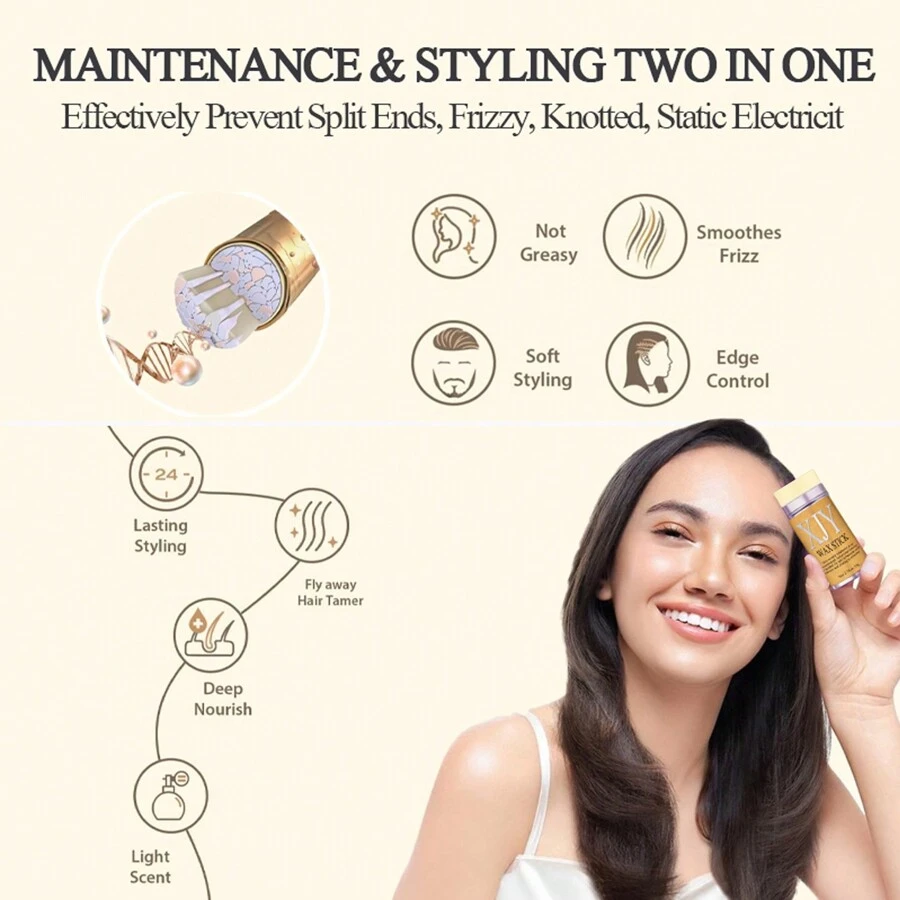 MAINTENANCE & STYLING TWO IN ONE
Effectively Prevent Split Ends, Frizzy, Knotted, Static Electricit
Not
Greasy
Smoothes
Frizz
Soft
Styling
Edge
Control
24
Lasting
Styling
Fly away
Hair Tamer
Deep
Nourish
Light
Scent
XJY
WAX STICK